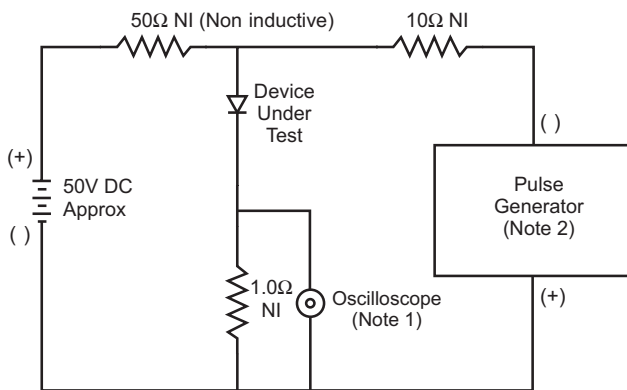 50Ω NI (Non inductive)
10Ω NI
Device
Under
Test
( )
(+)
50V DC
Approx
( )
Pulse
Generator
(Note 2)
1.0Ω
NI
Oscilloscope
(Note 1)
(+)